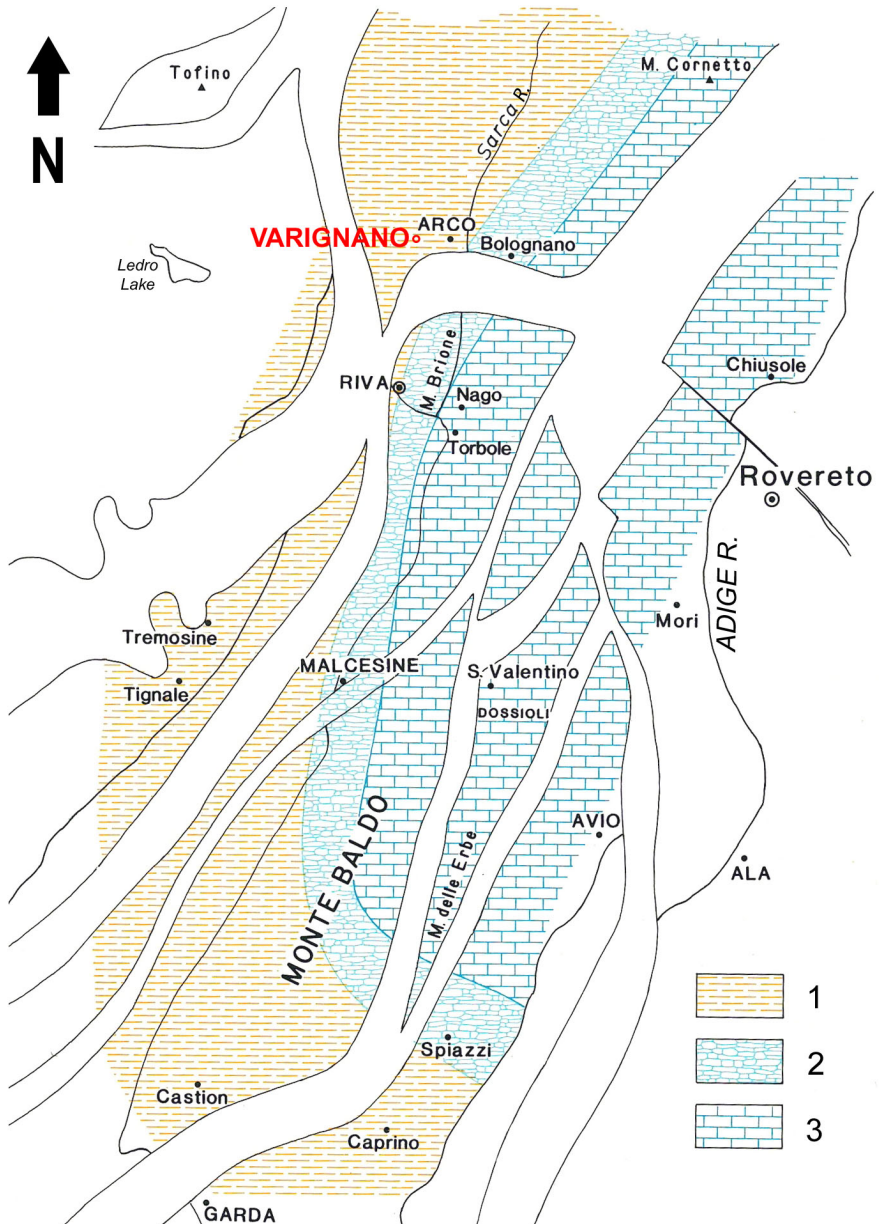 Tofino
M. Cornetto
N
Sarca R.
VARIGNANO
ARCO
Bolognano
Ledro
Lake
M. Brione
Chiusole
RIVA
Nago
Torbole
Rovereto
ADIGE R.
Mori
Tremosine
MALCESINE
S. Valentino
Tignale
DOSSIOLI
MONTE BALDO
M. delle Erbe
AVIO
ALA
1
Spiazzi
2
Castion
Caprino
3
GARDA